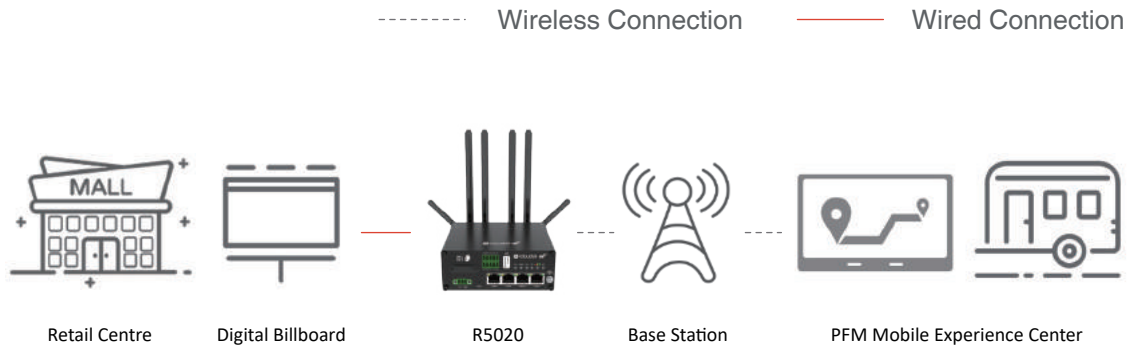 Wireless Connection
Wired Connection
MALL
Retail Centre
Digital Billboard
R5020
Base Station
PFM Mobile Experience Center